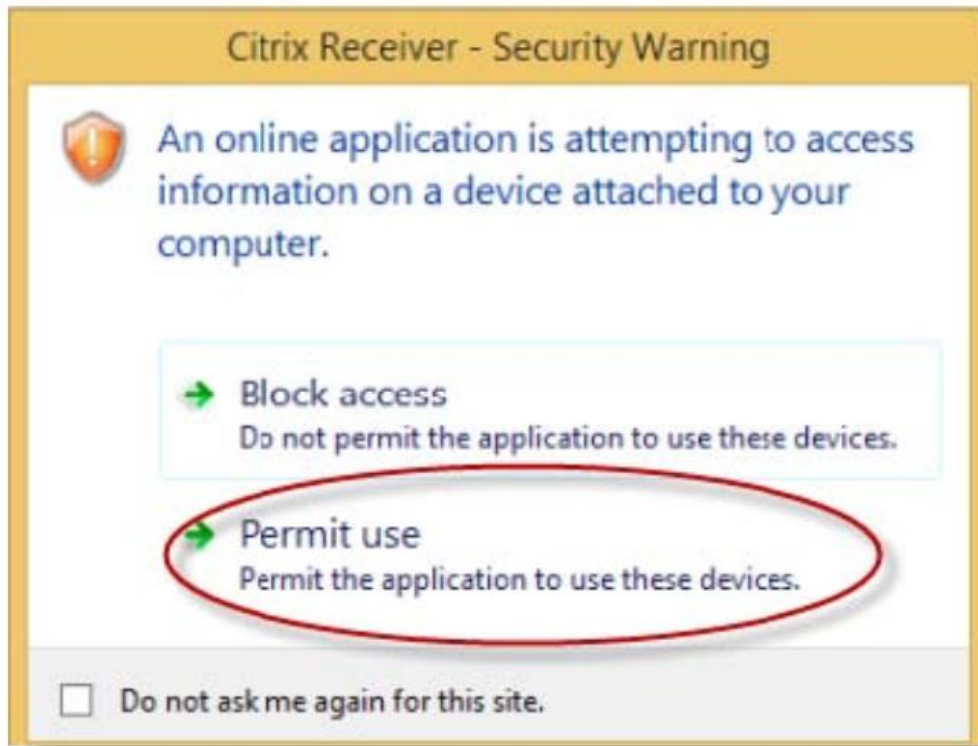 Citrix Receiver - Security Warning
An online application is attempting to access
information on a device attached to your
computer.
Block access
Do not permit the application to use these devices.
Permit use
Permit the application to use these devices.
Do not ask me again for this site.